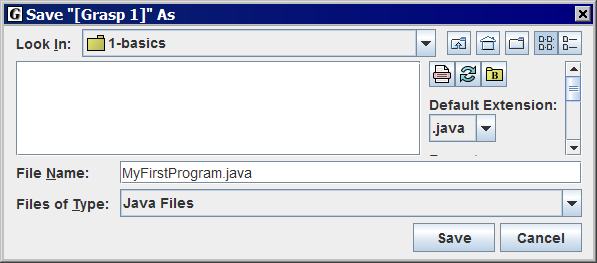 G Save "[Grasp 1]" As
Look In: 1-basics
B
Default Extension:
.java
File Name: MyFirstProgram.java
Files of Type: Java Files
Save Cancel